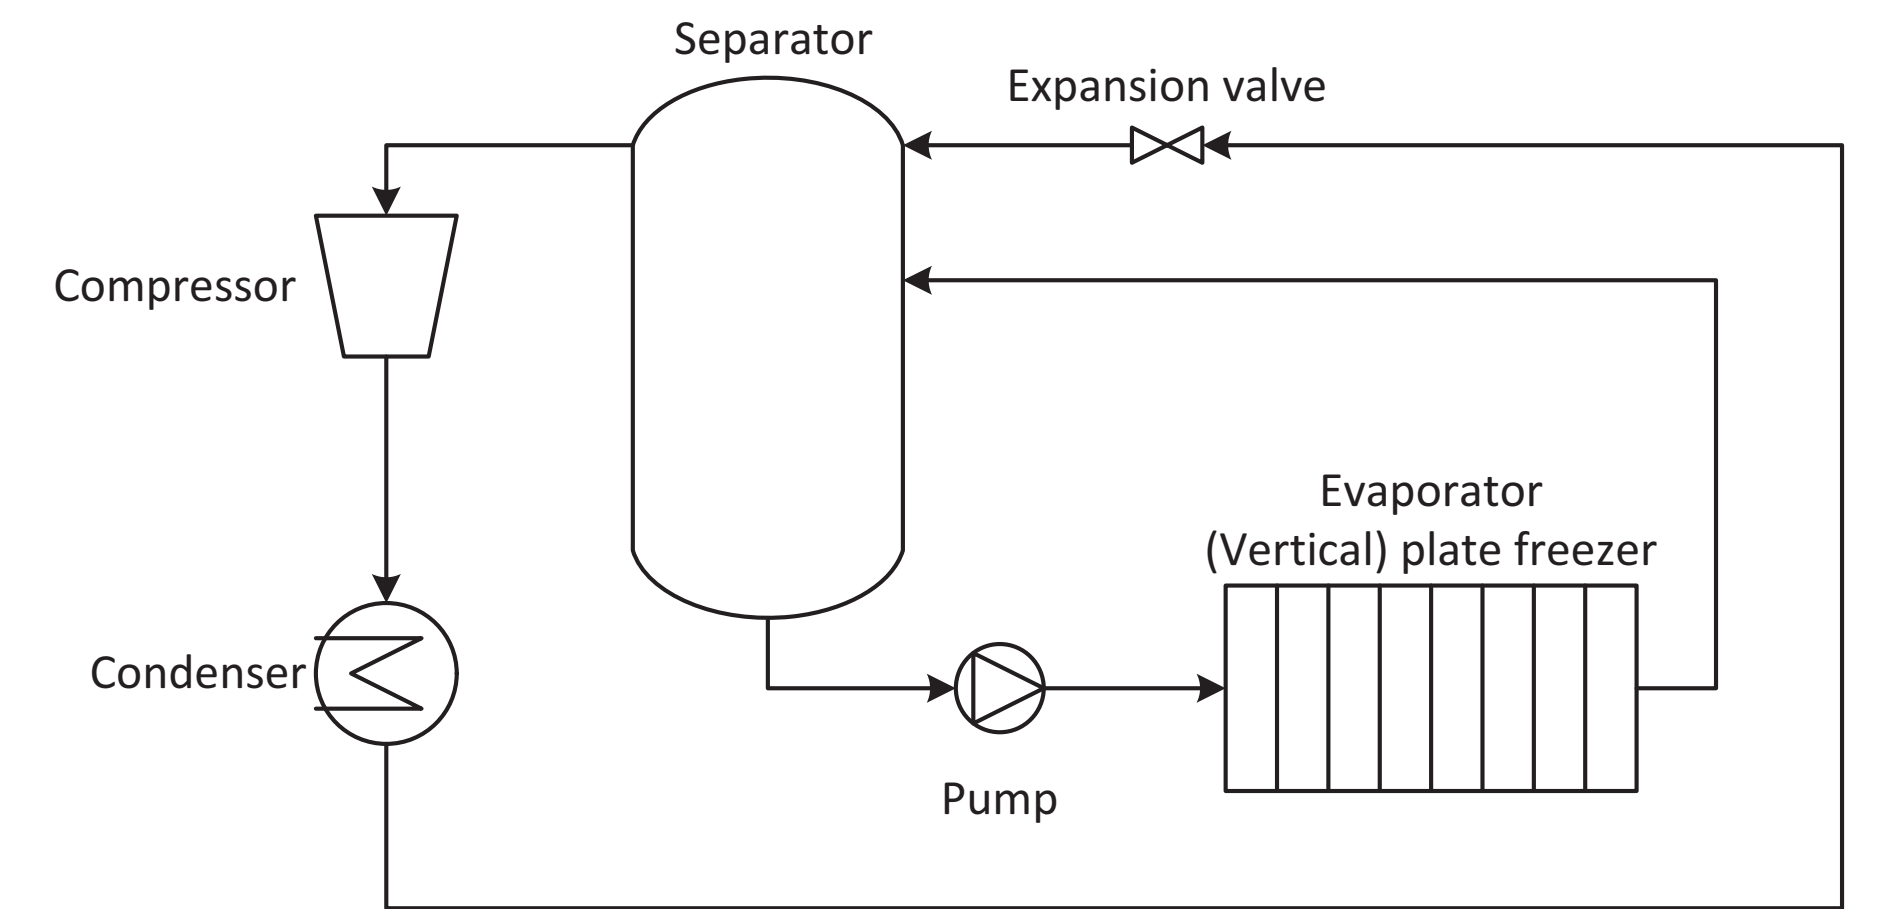 Separator
Expansion valve
Compressor
Evaporator
(Vertical) plate freezer
Condenser
Pump